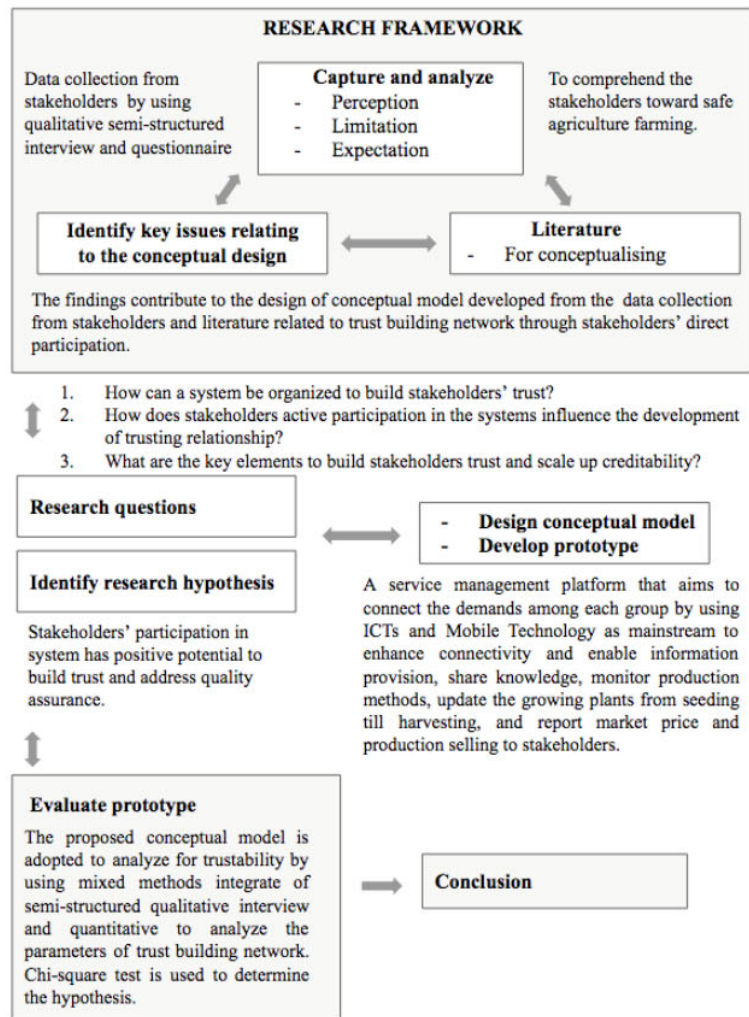 RESEARCH FRAMEWORK
Data collection from
stakeholders by using
qualitative semi-structured
interview and questionnaire
Capture and analyze
- Perception
- Limitation
- Expectation
To comprehend the
stakeholders toward safe
agriculture farming.
Identify key issues relating
to the conceptual design
Literature
- For conceptualising
The findings contribute to the design of conceptual model developed from the data collection
from stakeholders and literature related to trust building network through stakeholders' direct
participation.
1. How can a system be organized to build stakeholders' trust?
2. How does stakeholders active participation in the systems influence the development
of trusting relationship?
3. What are the key elements to build stakeholders trust and scale up creditability?
Research questions
Identify research hypothesis
Stakeholders' participation in
system has positive potential to
build trust and address quality
assurance.
- Design conceptual model
- Develop prototype
A service management platform that aims to
connect the demands among each group by using
ICTs and Mobile Technology as mainstream to
enhance connectivity and enable information
provision, share knowledge, monitor production
methods, update the growing plants from seeding
till harvesting, and report market price and
production selling to stakeholders.
Evaluate prototype
The proposed conceptual model is
adopted to analyze for trustability by
using mixed methods integrate of
semi-structured qualitative interview
and quantitative to analyze the
parameters of trust building network.
Chi-square test is used to determine
the hypothesis.
Conclusion